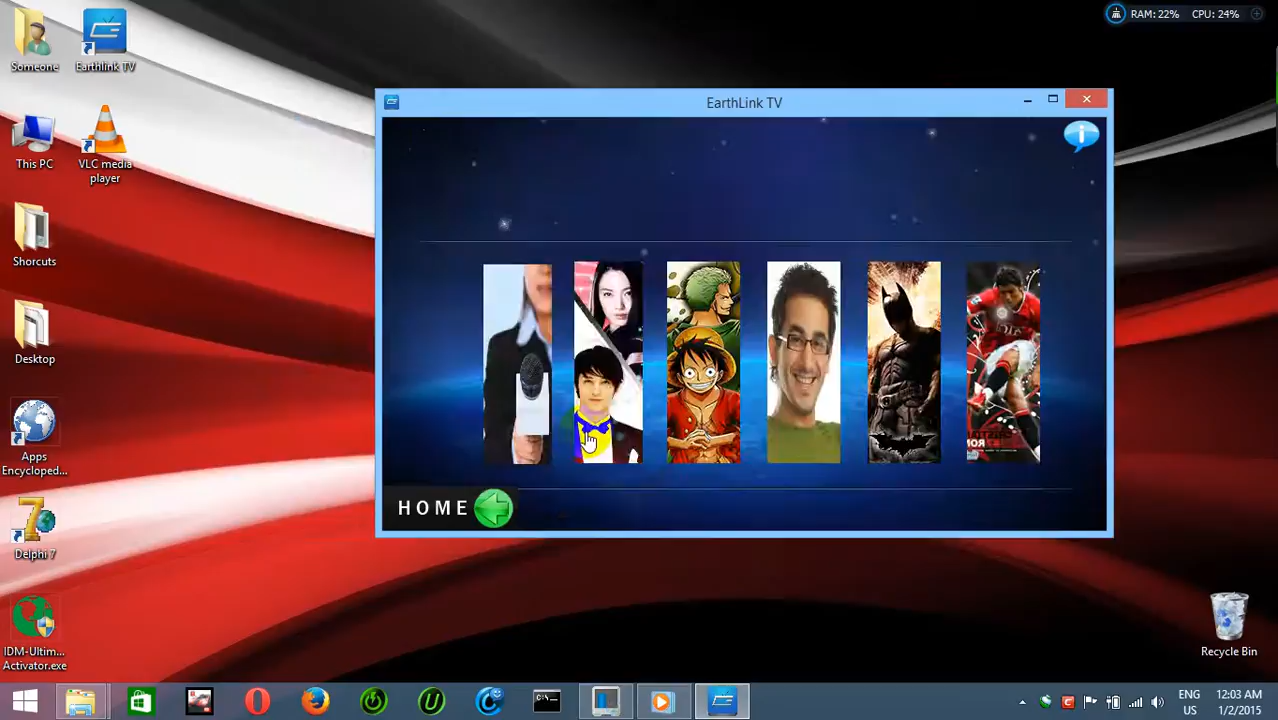 RAM: 22% CPU: 24%
Someone
Earthlink TV
This PC
VLC media
player
Shorcuts
Desktop
Apps
Encycloped...
Delphi 7
IDM-Ultim...
Activator.exe
EarthLink TV
i
HOME
Recycle Bin
ENG
US
12:03 AM
1/2/2015